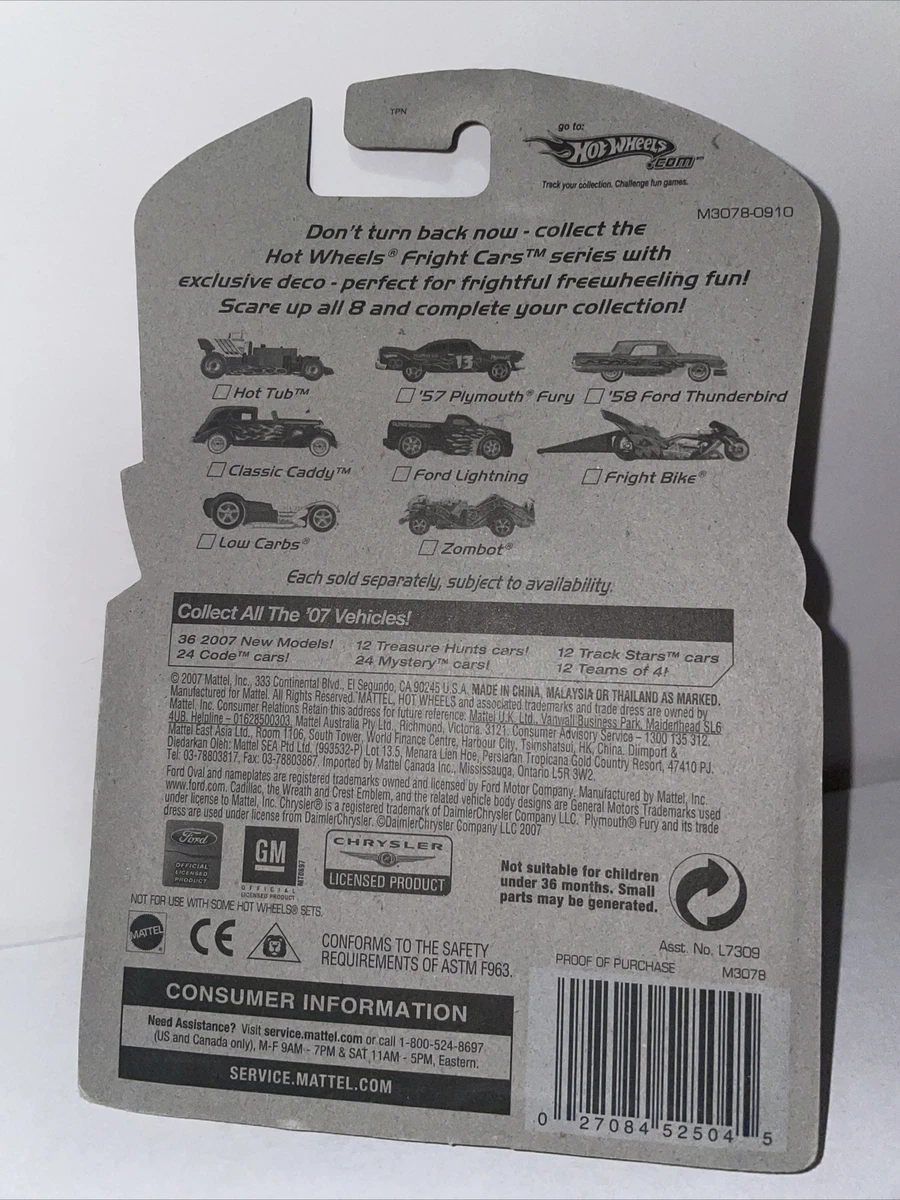 TPN
go to:
HOT WHEELS
.COM™
Track your collection. Challenge fun games.
M3078-0910
Don't turn back now - collect the
Hot Wheels® Fright Cars™ series with
exclusive deco - perfect for frightful freewheeling fun!
Scare up all 8 and complete your collection!
13
Hot Tub™
'57 Plymouth® Fury
'58 Ford Thunderbird
Classic Caddy™
Ford Lightning
Fright Bike®
Low Carbs®
Zombot®
Each sold separately, subject to availability.
Collect All The '07 Vehicles!
36 2007 New Models! 12 Treasure Hunts cars! 12 Track Stars™ cars
24 Code™ cars! 24 Mystery™ cars! 12 Teams of 4!
© 2007 Mattel, Inc., 333 Continental Blvd., El Segundo, CA 90245 U.S.A. MADE IN CHINA, MALAYSIA OR THAILAND AS MARKED.
Manufactured for Mattel. All Rights Reserved. MATTEL, HOT WHEELS and associated trademarks and trade dress are owned by
Mattel, Inc. Consumer Relations Retain this address for future reference: Mattel U.K. Ltd., Vanwall Business Park, Maidenhead SL6
4UB. Helpline – 01628500303. Mattel Australia Pty Ltd., Richmond, Victoria. 3121. Consumer Advisory Service – 1300 135 312.
Mattel East Asia Ltd., Room 1106, South Tower, World Finance Centre, Harbour City, Tsimshatsui, HK, China. Diimport &
Diedarkan Oleh: Mattel SEA Ptd Ltd. (993532-P) Lot 13.5, Menara Lien Hoe, Persiaran Tropicana Gold Country Resort, 47410 PJ.
Tel: 03-78803817, Fax: 03-78803867. Imported by Mattel Canada Inc., Mississauga, Ontario L5R 3W2.
Ford Oval and nameplates are registered trademarks owned and licensed by Ford Motor Company. Manufactured by Mattel, Inc.
www.ford.com. Cadillac, the Wreath and Crest Emblem, and the related vehicle body designs are General Motors Trademarks used
under license to Mattel, Inc. Chrysler® is a registered trademark of DaimlerChrysler Company LLC. Plymouth® Fury and its trade
dress are used under license from DaimlerChrysler. ©DaimlerChrysler Company LLC 2007
Ford
OFFICIAL
LICENSED
PRODUCT
GM
OFFICIAL
LICENSED PRODUCT
MT0897
CHRYSLER
LICENSED PRODUCT
Not suitable for children
under 36 months. Small
parts may be generated.
NOT FOR USE WITH SOME HOT WHEELS® SETS.
MATTEL
CE
CONFORMS TO THE SAFETY
REQUIREMENTS OF ASTM F963.
Asst. No. L7309
PROOF OF PURCHASE M3078
CONSUMER INFORMATION
Need Assistance? Visit service.mattel.com or call 1-800-524-8697
(US and Canada only), M-F 9AM - 7PM & SAT 11AM - 5PM, Eastern.
SERVICE.MATTEL.COM
0 27084 52504 5